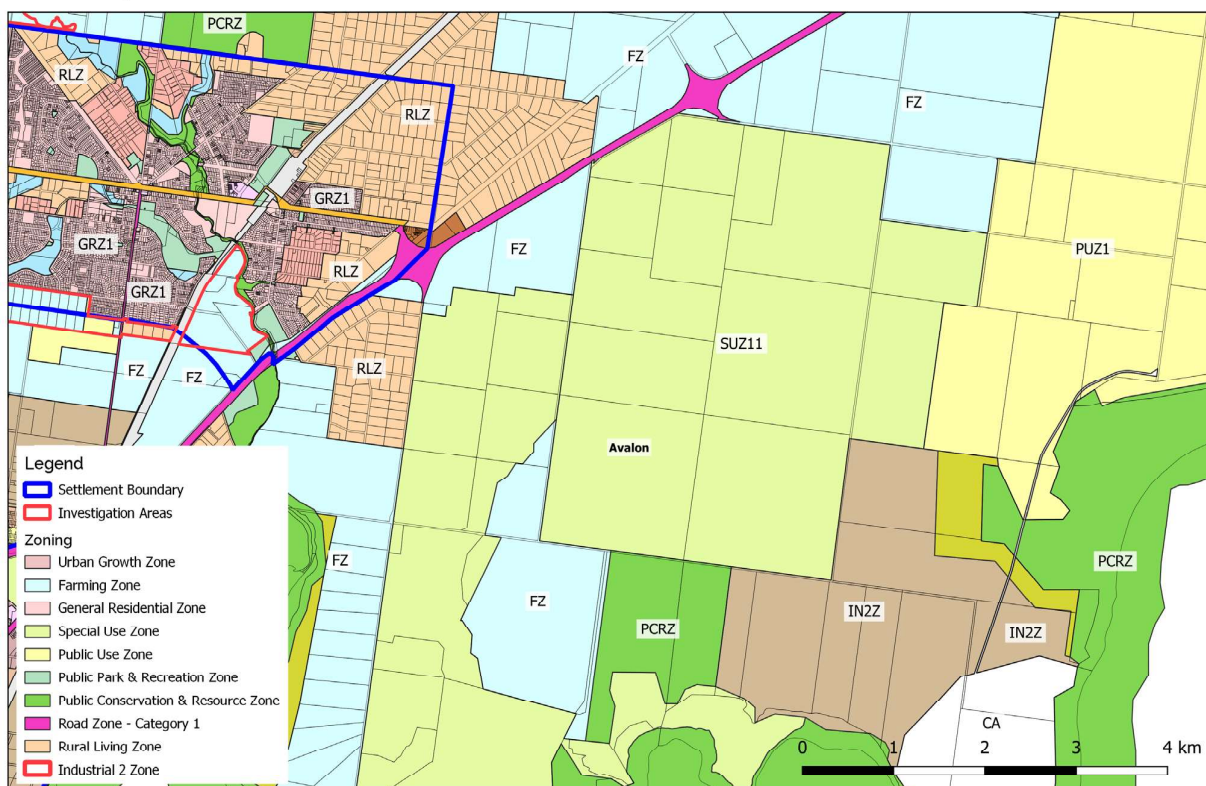 PCRZ
FZ
RLZ
RLZ
FZ
GRZ1
GRZ1
FZ
PUZ1
RLZ
GRZ1
SUZ11
FZ
FZ
RLZ
Avalon
Legend
Settlement Boundary
Investigation Areas
Zoning
Urban Growth Zone
Farming Zone
General Residential Zone
Special Use Zone
Public Use Zone
Public Park & Recreation Zone
Public Conservation & Resource Zone
Road Zone - Category 1
Rural Living Zone
Industrial 2 Zone
FZ
PCRZ
FZ
IN2Z
PCRZ
IN2Z
CA
0 1 2 3 4 km